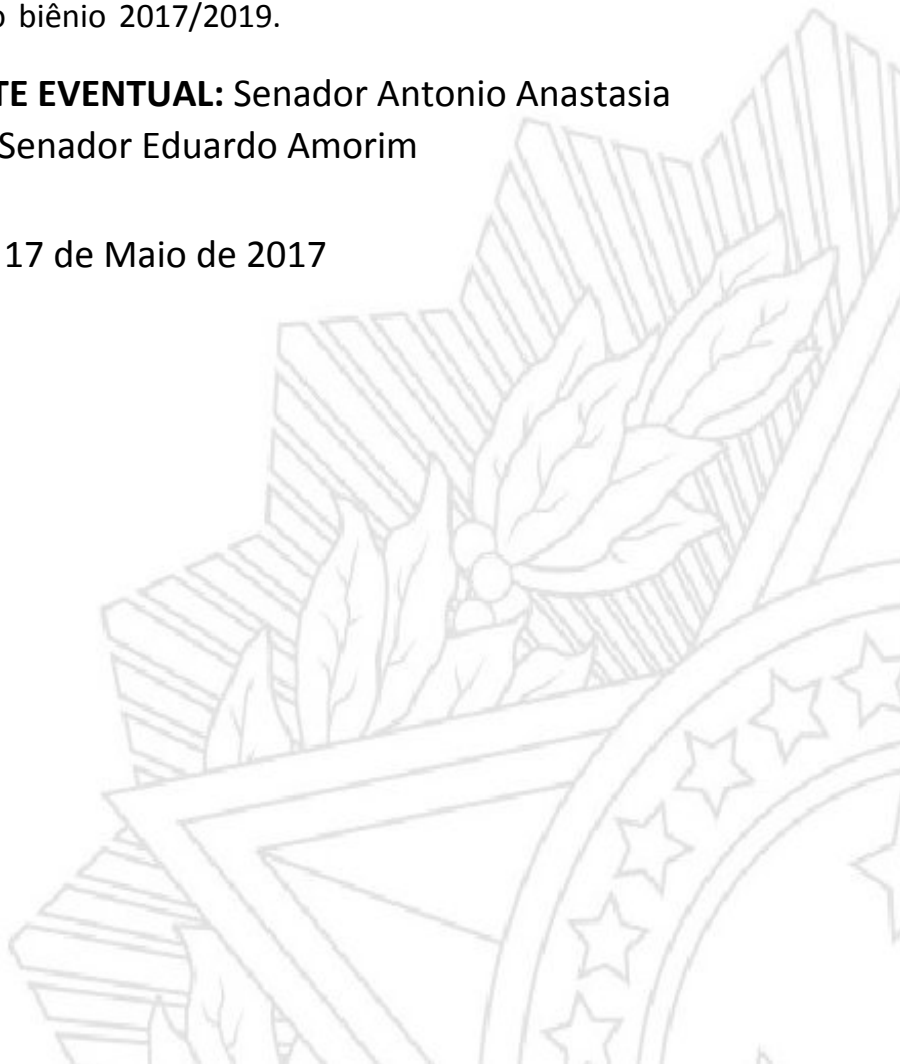 o biênio 2017/2019.
TE EVENTUAL: Senador Antonio Anastasia
Senador Eduardo Amorim
17 de Maio de 2017